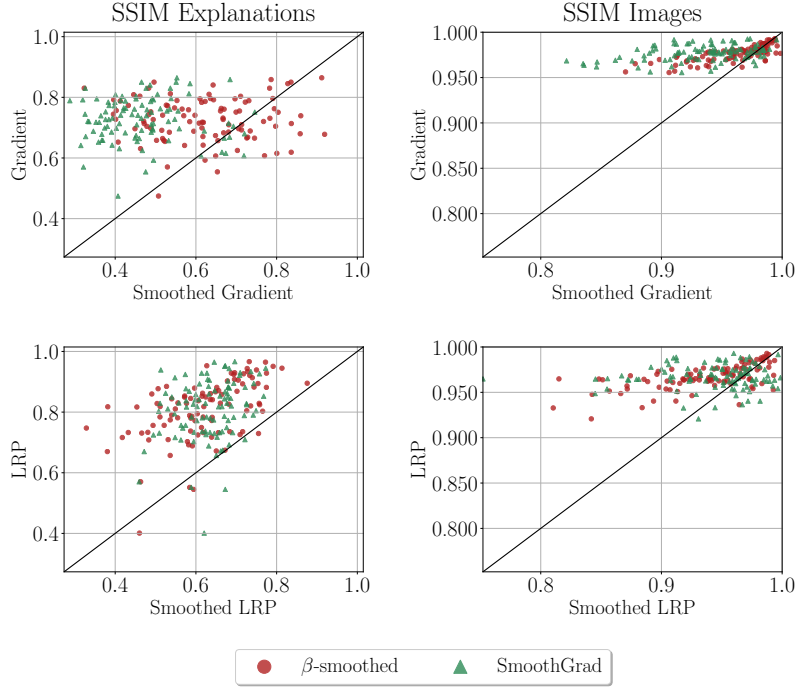 SSIM Explanations
SSIM Images
1.0
0.8
0.6
0.4
Gradient
0.4 0.6 0.8 1.0
Smoothed Gradient
1.000
0.950
0.900
0.850
0.800
Gradient
0.8 0.9 1.0
Smoothed Gradient
1.0
0.8
0.6
0.4
LRP
0.4 0.6 0.8 1.0
Smoothed LRP
1.000
0.950
0.900
0.850
0.800
LRP
0.8 0.9 1.0
Smoothed LRP
β-smoothed SmoothGrad